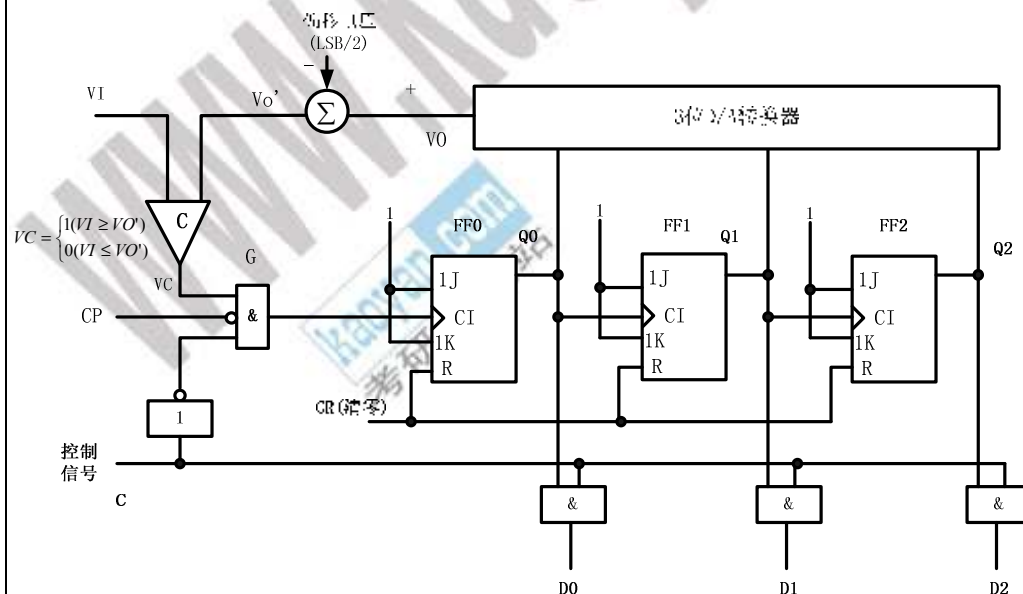 (LSB/2)
−
VI
Vo'
Σ
+
VO
3位D/A转换器
VC = {1(VI ≥ VO')
0(VI ≤ VO')
C
VC
G
CP
&
1
FF0
Q0
1J
CI
1K
R
1
FF1
Q1
1J
CI
1K
R
1
FF2
Q2
1J
CI
1K
R
CR(清零)
1
控制
信号
C
&
&
&
D0
D1
D2
kaoyan.com